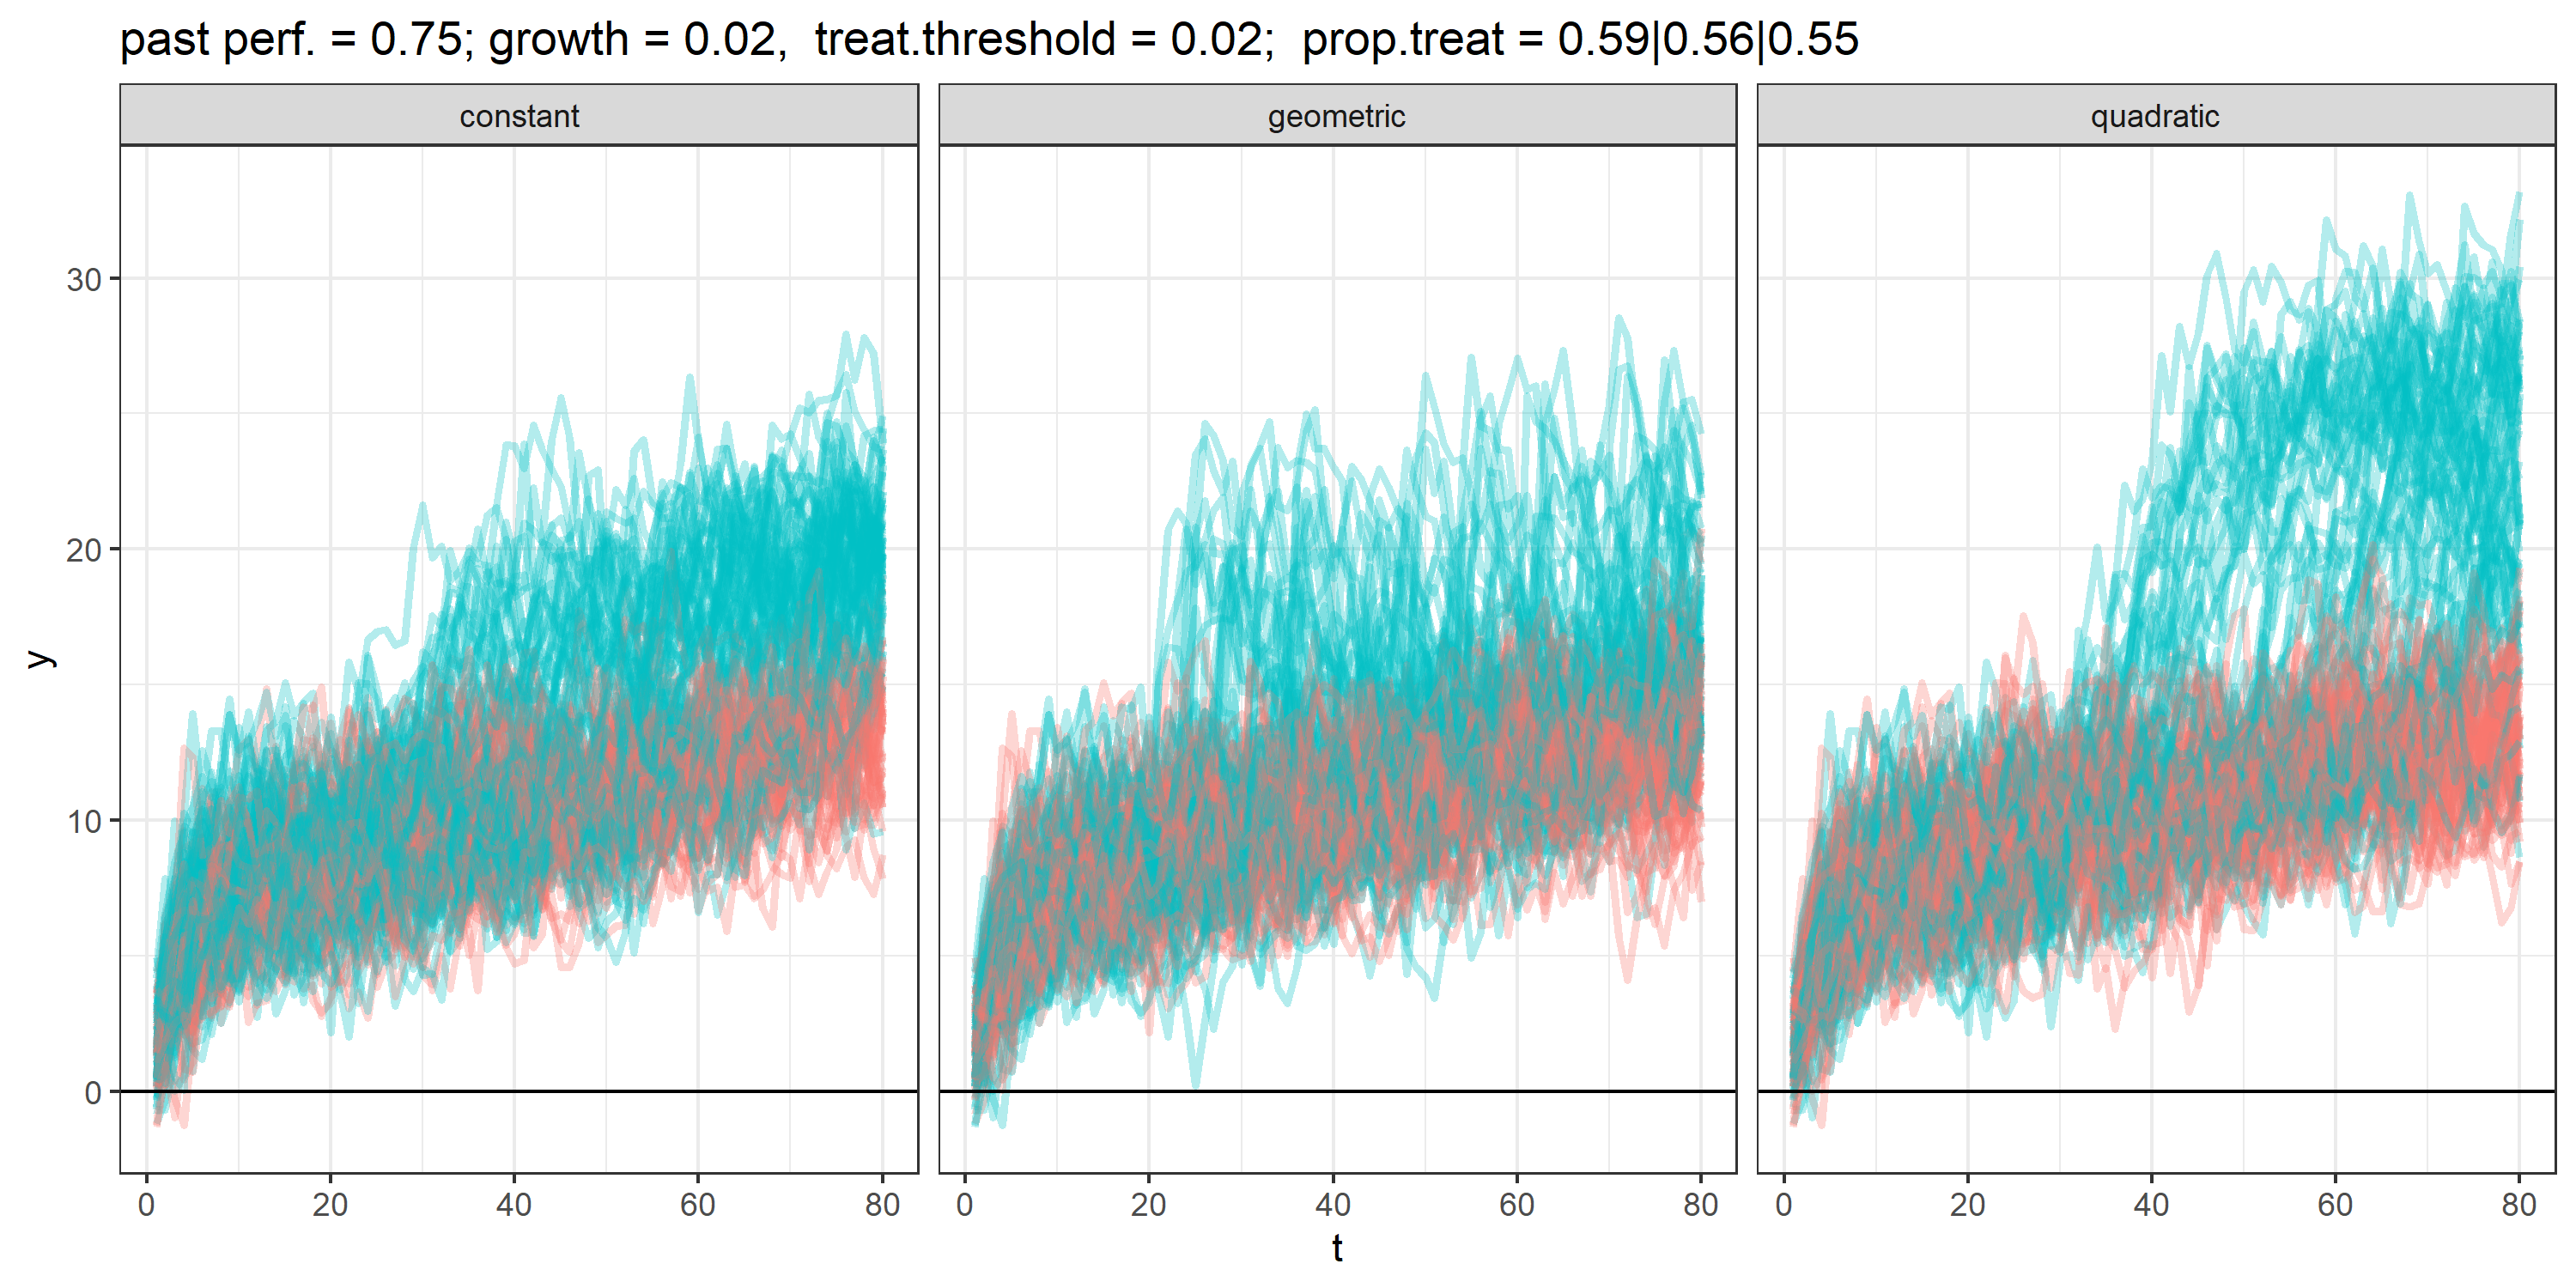 past perf. = 0.75; growth = 0.02,  treat.threshold = 0.02;  prop.treat = 0.59|0.56|0.55
constant geometric quadratic
30
20
y
10
0
0 20 40 60 80 0 20 40 60 80 0 20 40 60 80
t